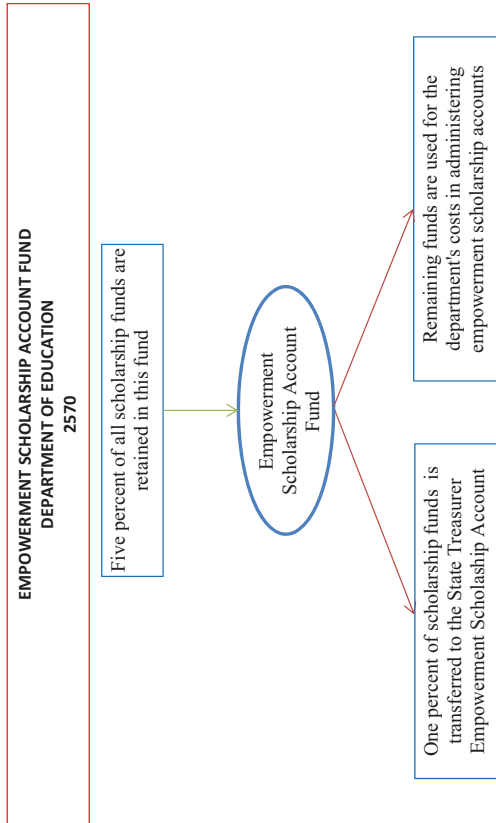 EMPOWERMENT SCHOLARSHIP ACCOUNT FUND
DEPARTMENT OF EDUCATION
2570
Five percent of all scholarship funds are
retained in this fund
Empowerment
Scholarship Account
Fund
One percent of scholarship funds is
transferred to the State Treasurer
Empowerment Scholaship Account
Remaining funds are used for the
department's costs in administering
empowerment scholarship accounts